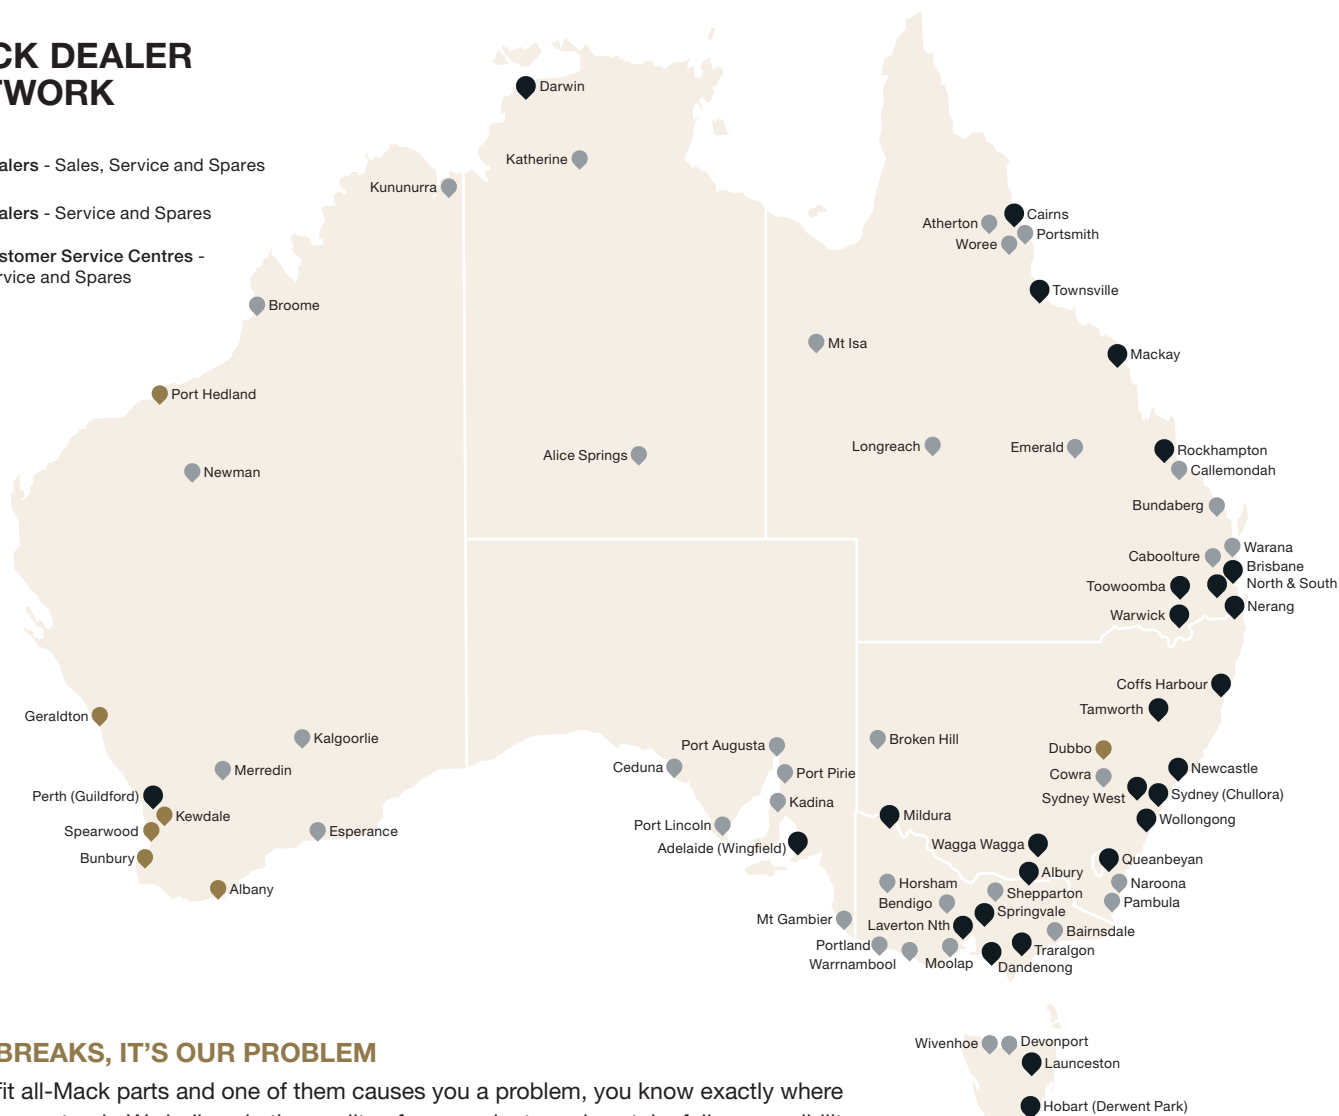 CK DEALER
TWORK
alers - Sales, Service and Spares
alers - Service and Spares
stomer Service Centres -
rvice and Spares
Darwin
Katherine
Kununurra
Cairns
Atherton
Portsmith
Woree
Townsville
Broome
Mt Isa
Mackay
Port Hedland
Longreach
Emerald
Rockhampton
Alice Springs
Callemondah
Newman
Bundaberg
Warana
Caboolture
Brisbane
North & South
Toowoomba
Nerang
Warwick
Coffs Harbour
Tamworth
Geraldton
Kalgoorlie
Port Augusta
Broken Hill
Dubbo
Ceduna
Merredin
Port Pirie
Newcastle
Cowra
Perth (Guildford)
Kadina
Sydney West
Sydney (Chullora)
Kewdale
Mildura
Wollongong
Spearwood
Esperance
Port Lincoln
Adelaide (Wingfield)
Wagga Wagga
Bunbury
Queanbeyan
Albury
Albany
Horsham
Naroona
Shepparton
Bendigo
Pambula
Springvale
Mt Gambier
Laverton Nth
Bairnsdale
Portland
Traralgon
Warrnambool
Moolap
Dandenong
Wivenhoe
Devonport
Launceston
Hobart (Derwent Park)
BREAKS, IT'S OUR PROBLEM
fit all-Mack parts and one of them causes you a problem, you know exactly where